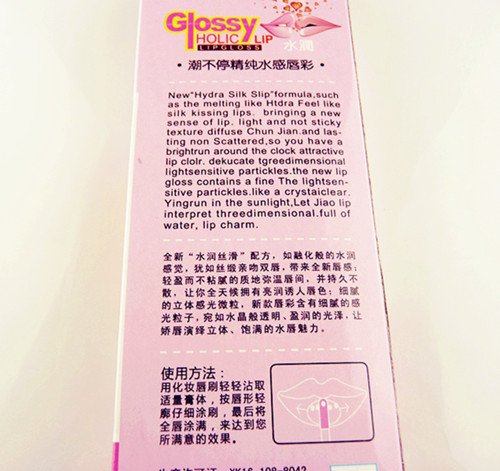 Glossy
HOLIC LIP
LIPGLOSS
水润
·潮不停精纯水感唇彩·
New"Hydra Silk Slip"formula,such
as the melting like Htdra Feel like
silk kissing lips. bringing a new
sense of lip. light and not sticky
texture diffuse Chun Jian.and las-
ting non Scattered,so you have a
brightrun around the clock attractive
lip clolr. dekucate tgreedimensional
lightsensitive partickles.the new lip
gloss contains a fine The lightsen-
sitive partickles.like a crystaiclear.
Yingrun in the sunlight,Let Jiao lip
interpret threedimensional.full of
water, lip charm.
全新“水润丝滑”配方，如融化般的水润
感觉，犹如丝缎亲吻双唇，带来全新唇感；
轻盈而不粘腻的质地弥温唇间，并持久不
散，让你全天候拥有亮润诱人唇色；细腻
的立体感光微粒，新款唇彩含有细腻的感
光粒子，宛如水晶般透明、盈润的光泽，让
娇唇演绎立体、饱满的水唇魅力。
使用方法：
用化妆唇刷轻轻沾取
适量膏体，按唇形轻
廓仔细涂刷，最后将
全唇涂满，来达到您
所满意的效果。